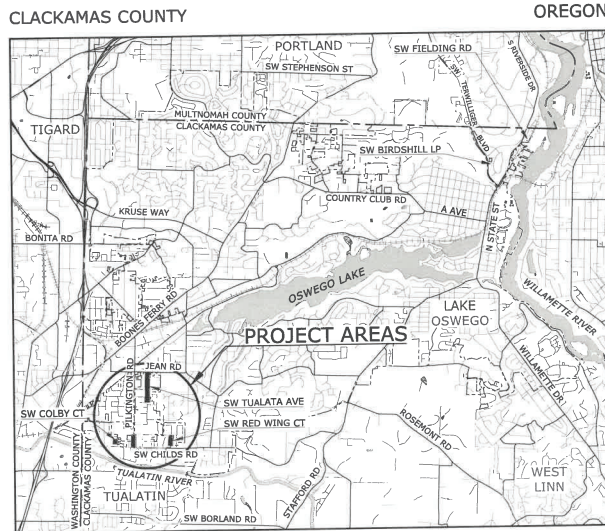 CLACKAMAS COUNTY
OREGON
PORTLAND
SW FIELDING RD
SW STEPHENSON ST
S RIVERSIDE DR
SW TERWILLIGER BLVD
MULTNOMAH COUNTY
CLACKAMAS COUNTY
TIGARD
SW BIRDSHILL LP
COUNTRY CLUB RD
KRUSE WAY
A AVE
N STATE ST
BONITA RD
BOONES FERRY RD
OSWEGO LAKE
WILLAMETTE RIVER
LAKE
OSWEGO
PROJECT AREAS
WILLAMETTE DR
JEAN RD
PILKINGTON RD
SW TUALATA AVE
SW COLBY CT
SW RED WING CT
ROSEMONT RD
SW CHILDS RD
WASHINGTON COUNTY
CLACKAMAS COUNTY
TUALATIN RIVER
STAFFORD RD
TUALATIN
WEST
LINN
SW BORLAND RD